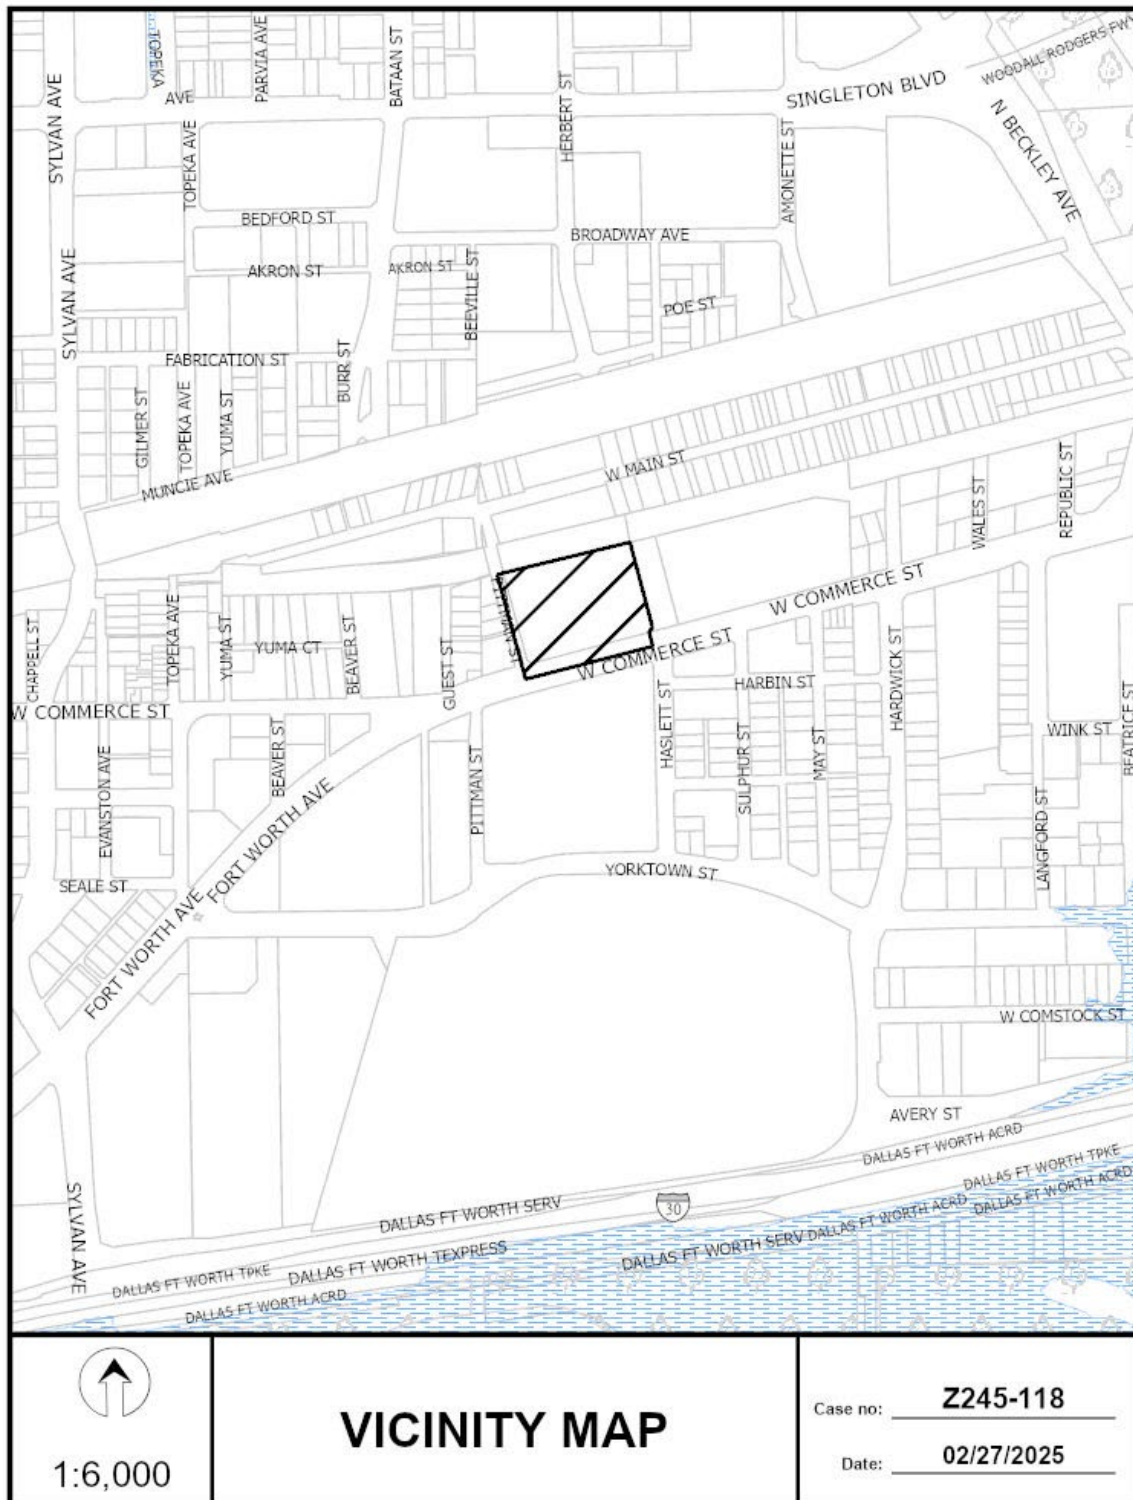 TOPEKA
PARVIA AVE
BATAAN ST
WOODALL RODGERS FWY
SYLVAN AVE
AVE
HERBERT ST
SINGLETON BLVD
TOPEKA AVE
AMONETTE ST
N BECKLEY AVE
BEDFORD ST
BROADWAY AVE
AKRON ST
AKRON ST
SYLVAN AVE
BEEVILLE ST
POE ST
FABRICATION ST
BURR ST
GILMER ST
TOPEKA AVE
YUMA ST
MUNCIE AVE
W MAIN ST
WALES ST
REPUBLIC ST
W COMMERCE ST
W COMMERCE ST
CHAPPELL ST
TOPEKA AVE
YUMA ST
YUMA CT
BEAVER ST
GUEST ST
HARBIN ST
HARDWICK ST
W COMMERCE ST
HASLETT ST
SULPHUR ST
MAY ST
WINK ST
BEATRICE ST
EVANSTON AVE
BEAVER ST
FORT WORTH AVE
PITTMAN ST
LANGFORD ST
YORKTOWN ST
SEALE ST
FORT WORTH AVE
W COMSTOCK ST
AVERY ST
DALLAS FT WORTH ACRD
DALLAS FT WORTH TPKE
DALLAS FT WORTH ACRD
SYLVAN AVE
DALLAS FT WORTH SERV
30
DALLAS FT WORTH SERV
DALLAS FT WORTH ACRD
DALLAS FT WORTH TPKE
DALLAS FT WORTH TEXPRESS
DALLAS FT WORTH ACRD
1:6,000
VICINITY MAP
Case no: Z245-118
Date: 02/27/2025